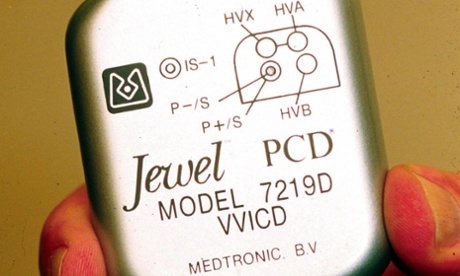 HVX HVA
IS-1
P-/S
P+/S HVB
Jewel PCD
MODEL 7219D
VVICD
MEDTRONIC. B.V